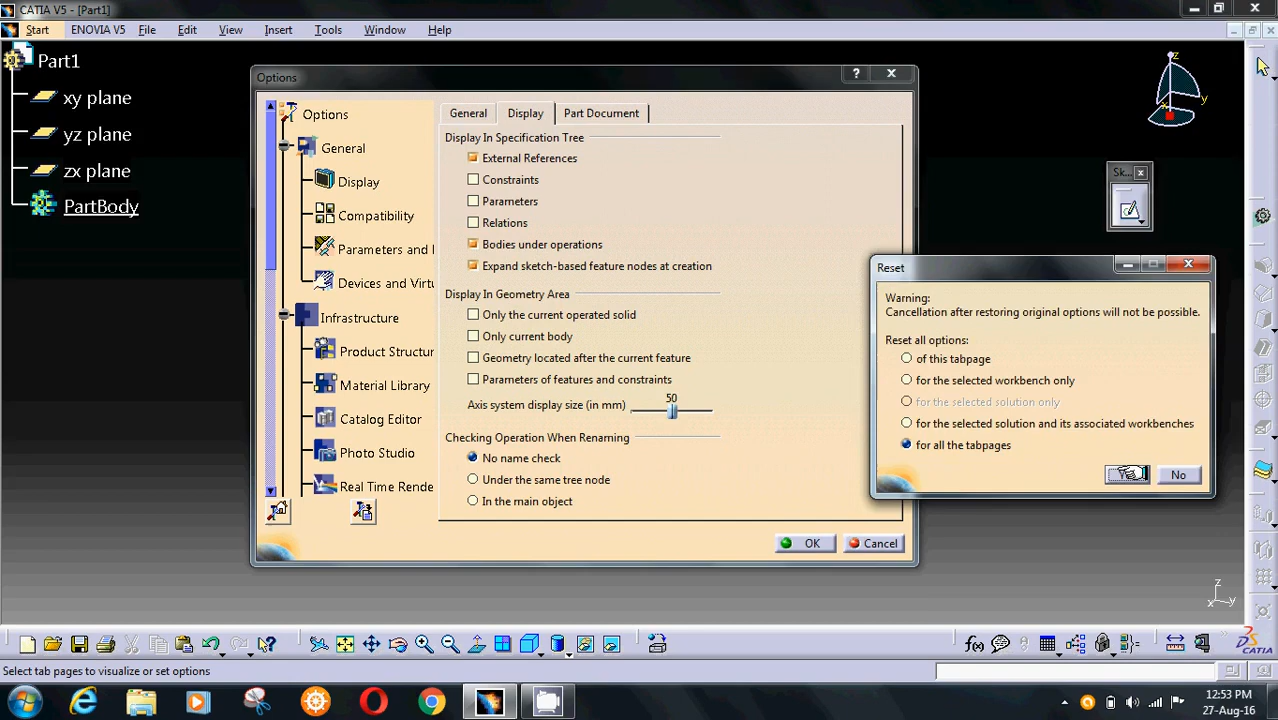 CATIA V5 - [Part1]
Start ENOVIA V5 File Edit View Insert Tools Window Help
Part1
xy plane
yz plane
zx plane
PartBody
Options
Options
General
Display
Compatibility
Parameters and
Devices and Virtu
Infrastructure
Product Structur
Material Library
Catalog Editor
Photo Studio
Real Time Rende
General Display Part Document
Display In Specification Tree
External References
Constraints
Parameters
Relations
Bodies under operations
Expand sketch-based feature nodes at creation
Display In Geometry Area
Only the current operated solid
Only current body
Geometry located after the current feature
Parameters of features and constraints
50
Axis system display size (in mm)
Checking Operation When Renaming
No name check
Under the same tree node
In the main object
OK Cancel
z
y
x
Sk...
Reset
Warning:
Cancellation after restoring original options will not be possible.
Reset all options:
of this tabpage
for the selected workbench only
for the selected solution only
for the selected solution and its associated workbenches
for all the tabpages
No
z
x y
f(x)
CATIA
Select tab pages to visualize or set options
12:53 PM
27-Aug-16